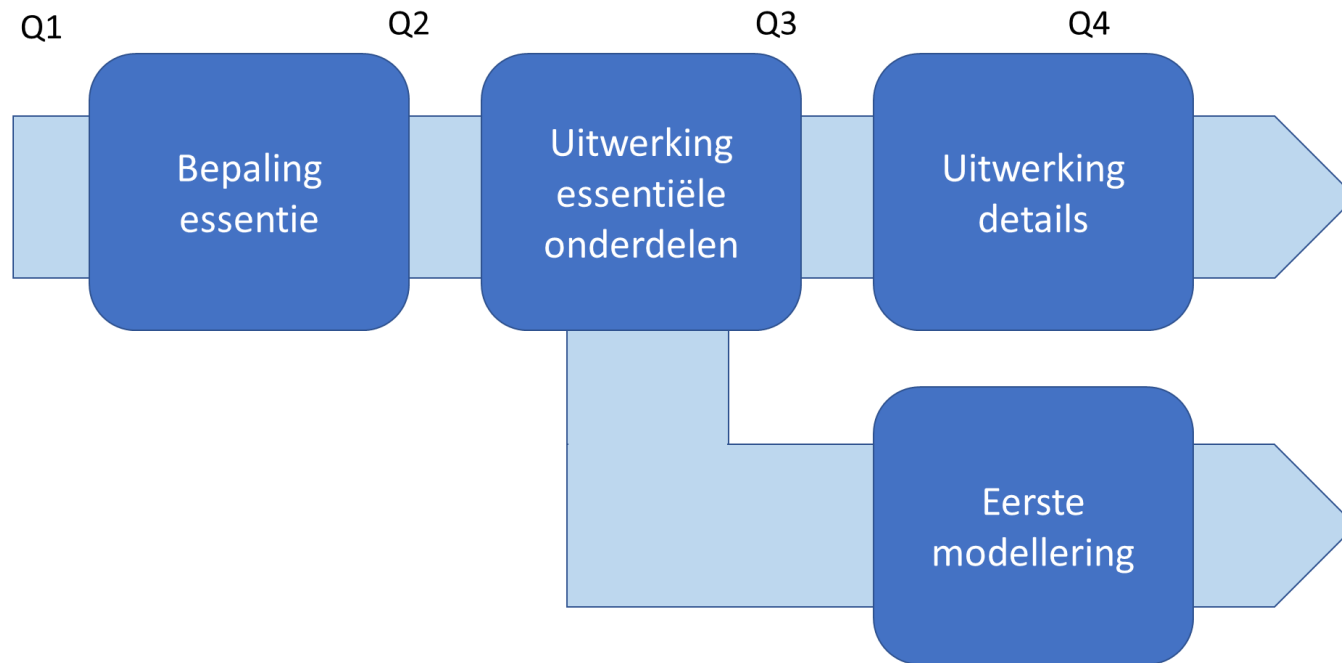 Q1
Q2
Q3
Q4
Bepaling
essentie
Uitwerking
essentiële
onderdelen
Uitwerking
details
Eerste
modellering